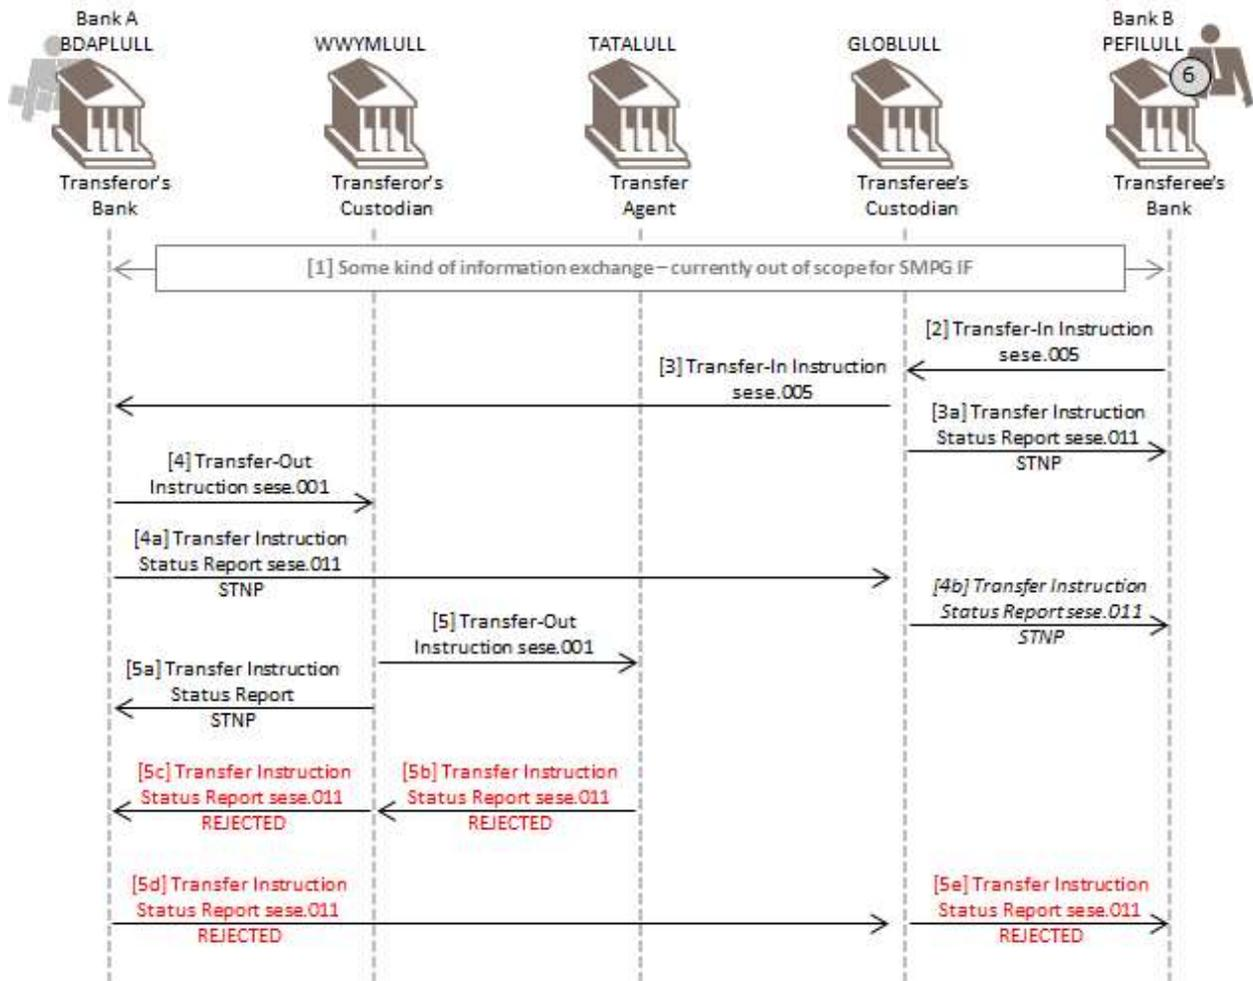 Bank A
BDAPLULL
WWYMLULL
TATALULL
GLOBLULL
Bank B
PEFILULL
6
Transferor's
Bank
Transferor's
Custodian
Transfer
Agent
Transferee's
Custodian
Transferee's
Bank
[1] Some kind of information exchange – currently out of scope for SMPG IF
[2] Transfer-In Instruction
sese.005
[3] Transfer-In Instruction
sese.005
[3a] Transfer Instruction
Status Report sese.011
STNP
[4] Transfer-Out
Instruction sese.001
[4a] Transfer Instruction
Status Report sese.011
STNP
[4b] Transfer Instruction
Status Report sese.011
STNP
[5] Transfer-Out
Instruction sese.001
[5a] Transfer Instruction
Status Report
STNP
[5c] Transfer Instruction
Status Report sese.011
REJECTED
[5b] Transfer Instruction
Status Report sese.011
REJECTED
[5d] Transfer Instruction
Status Report sese.011
REJECTED
[5e] Transfer Instruction
Status Report sese.011
REJECTED